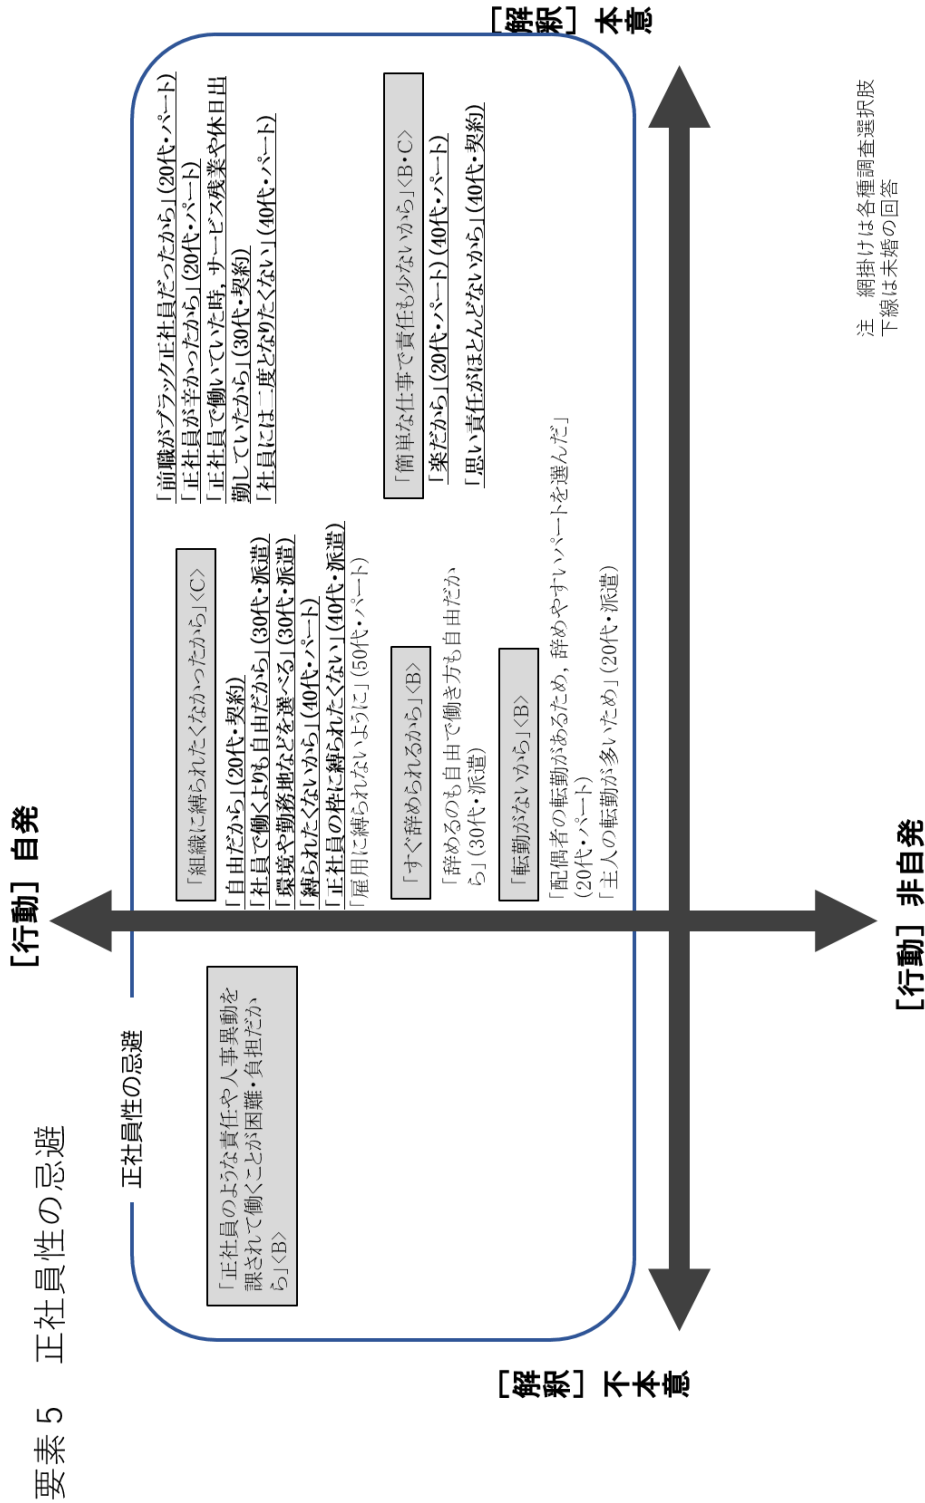 要素５　正社員性の忌避
［行動］自発
正社員性の忌避
「正社員のような責任や人事異動を
課されて働くことが困難・負担だか
ら」<B>
「組織に縛られたくなかったから」<C>
「自由だから」（20代・契約）
「社員で働くよりも自由だから」（30代・派遣）
「環境や勤務地などを選べる」（30代・派遣）
「縛られたくないから」（40代・パート）
「正社員の枠に縛られたくない」（40代・派遣）
「雇用に縛られないように」（50代・パート）
「すぐ辞められるから」<B>
「辞めるのも自由で働き方も自由だか
ら」（30代・派遣）
「転勤がないから」<B>
「配偶者の転勤があるため，辞めやすいパートを選んだ」
（20代・パート）
「主人の転勤が多いため」（20代・派遣）
「前職がブラック正社員だったから」（20代・パート）
「正社員が辛かったから」（20代・パート）
「正社員で働いていた時，サービス残業や休日出
勤していたから」（30代・契約）
「社員には二度となりたくない」（40代・パート）
「簡単な仕事で責任も少ないから」<B・C>
「楽だから」（20代・パート）（40代・パート）
「思い責任がほとんどないから」（40代・契約）
［解釈］不本意
［解釈］本意
［行動］非自発
注　網掛けは各種調査選択肢
下線は未婚の回答